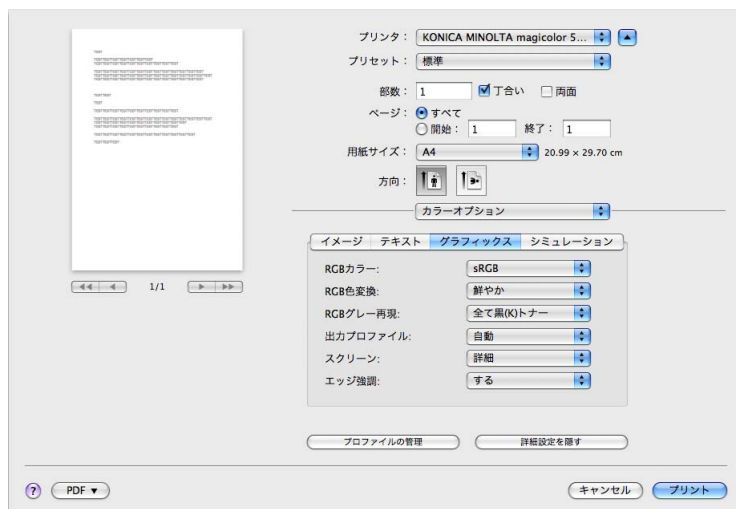 プリンタ： KONICA MINOLTA magicolor 5...
プリセット： 標準
部数： 1 丁合い 両面
ページ： すべて
開始： 1 終了： 1
用紙サイズ： A4 20.99 × 29.70 cm
方向：
カラーオプション
イメージ テキスト グラフィックス シミュレーション
RGBカラー: sRGB
RGB色変換: 鮮やか
RGBグレー再現: 全て黒(K)トナー
出力プロファイル: 自動
スクリーン: 詳細
エッジ強調: する
1/1
プロファイルの管理 詳細設定を隠す
? PDF ▼ キャンセル プリント